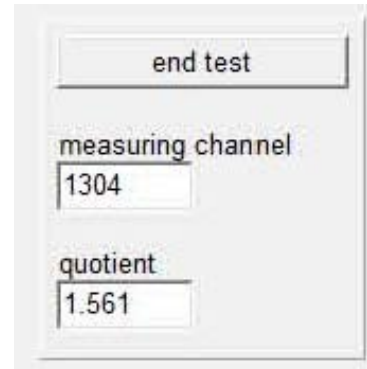 end test
measuring channel
1304
quotient
1.561